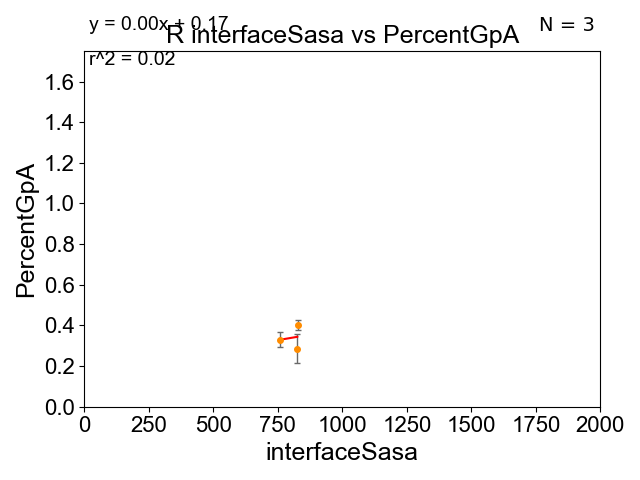 y = 0.00x + 0.17
N = 3
R interfaceSasa vs PercentGpA
r^2 = 0.02
PercentGpA
1.6
1.4
1.2
1.0
0.8
0.6
0.4
0.2
0.0
0 250 500 750 1000 1250 1500 1750 2000
interfaceSasa